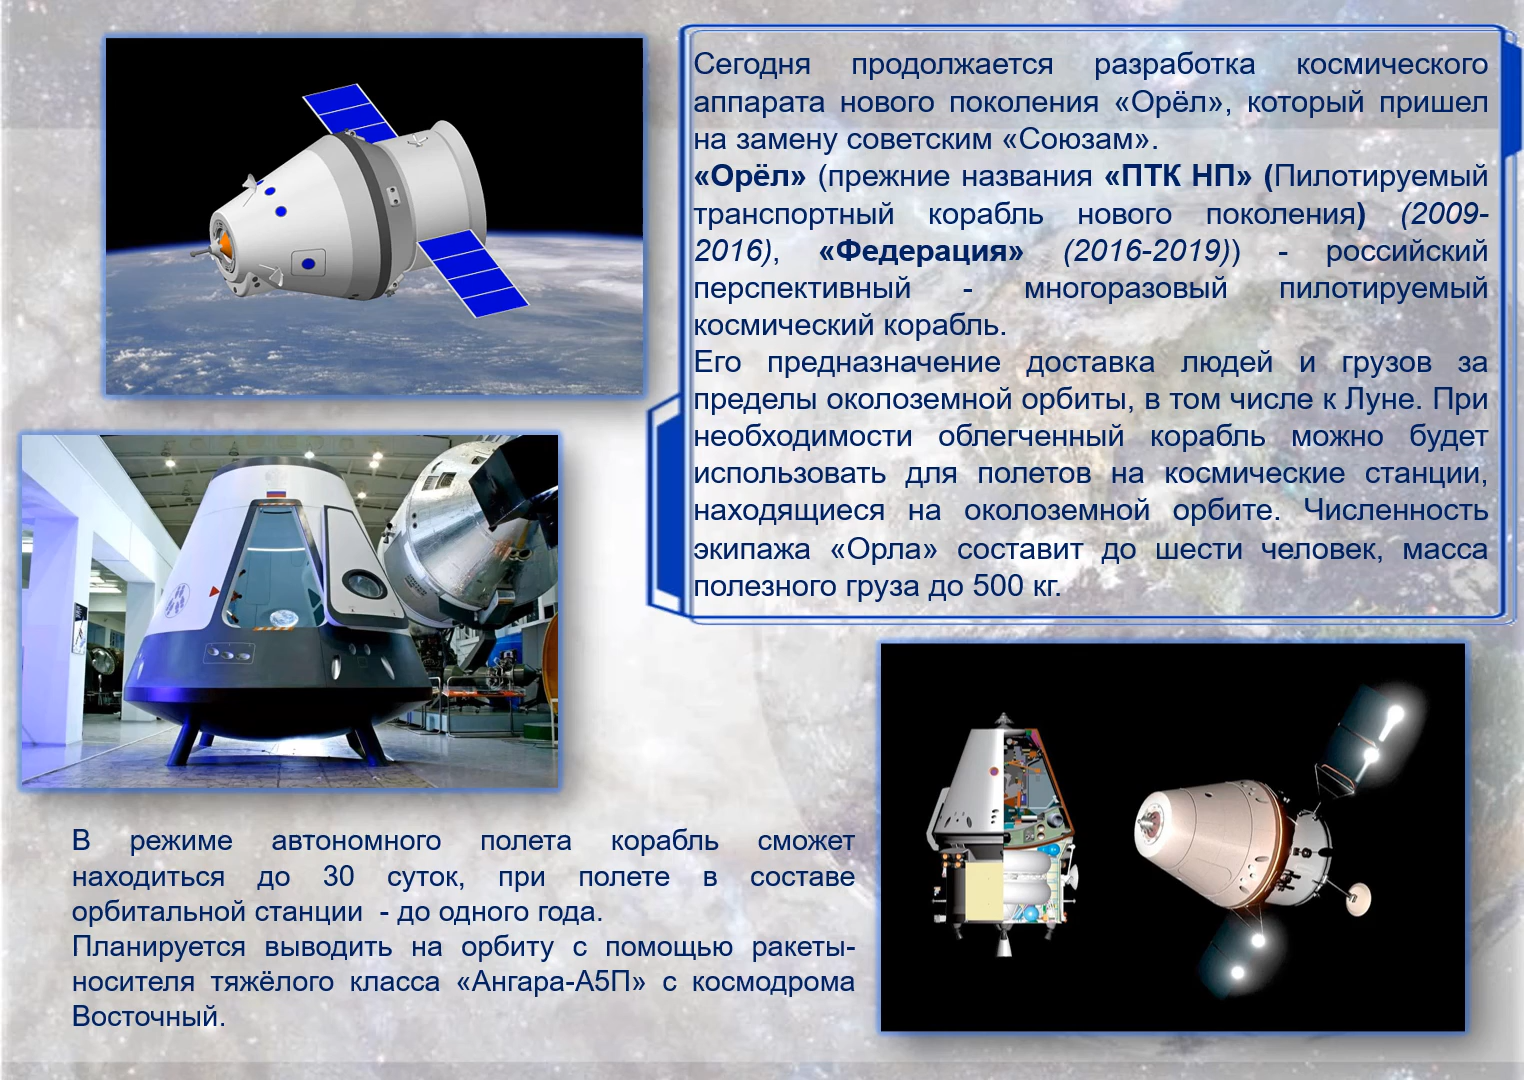 Сегодня продолжается разработка космического
аппарата нового поколения «Орёл», который пришел
на замену советским «Союзам».
«Орёл» (прежние названия «ПТК НП» (Пилотируемый
транспортный корабль нового поколения) (2009-
2016), «Федерация» (2016-2019)) - российский
перспективный - многоразовый пилотируемый
космический корабль.
Его предназначение доставка людей и грузов за
пределы околоземной орбиты, в том числе к Луне. При
необходимости облегченный корабль можно будет
использовать для полетов на космические станции,
находящиеся на околоземной орбите. Численность
экипажа «Орла» составит до шести человек, масса
полезного груза до 500 кг.
В режиме автономного полета корабль сможет
находиться до 30 суток, при полете в составе
орбитальной станции - до одного года.
Планируется выводить на орбиту с помощью ракеты-
носителя тяжёлого класса «Ангара-А5П» с космодрома
Восточный.